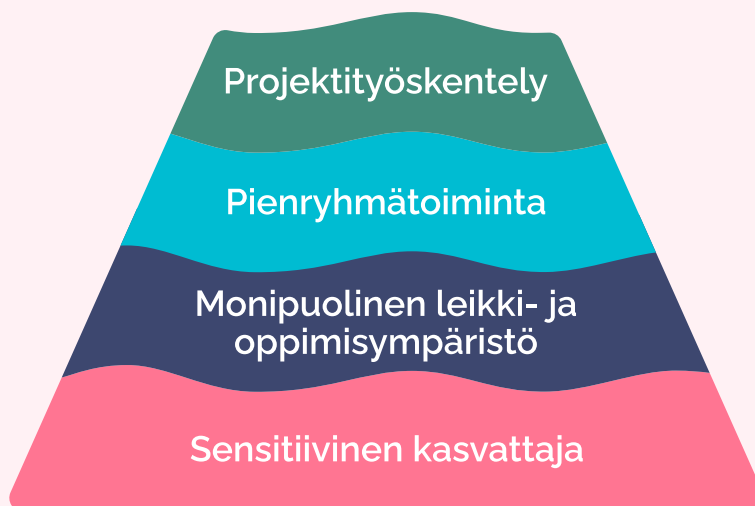 Projektityöskentely
Pienryhmätoiminta
Monipuolinen leikki- ja
oppimisympäristö
Sensitiivinen kasvattaja